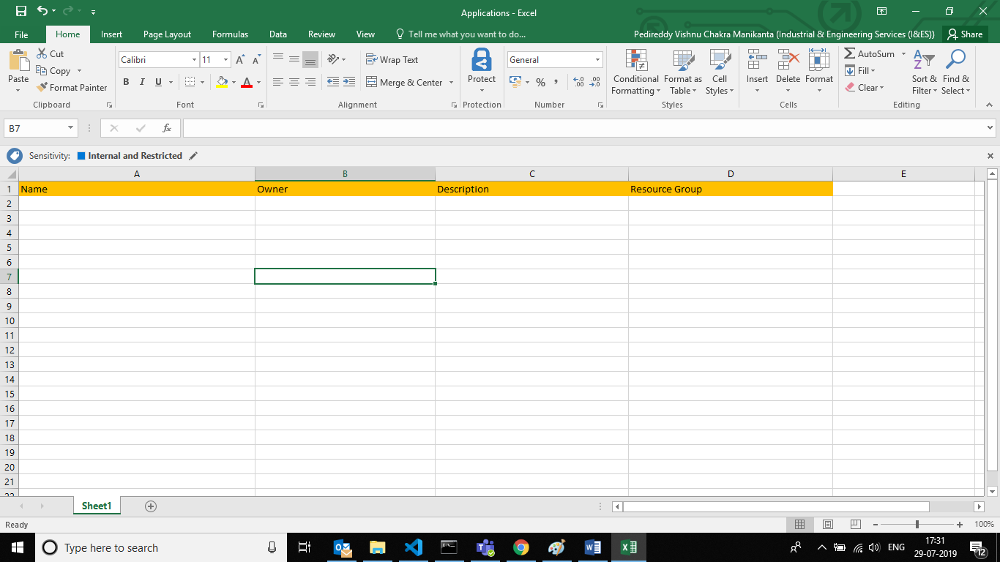 Applications - Excel
File Home Insert Page Layout Formulas Data Review View Tell me what you want to do... Pedireddy Vishnu Chakra Manikanta (Industrial & Engineering Services (I&ES)) Share
Paste Cut Copy Format Painter
Calibri 11
B I U A
Wrap Text
Merge & Center
Protect
General
%
Conditional Formatting Format as Table Cell Styles
Insert Delete Format
AutoSum Fill Clear
Sort & Filter Find & Select
Clipboard Font Alignment Protection Number Styles Cells Editing
B7 fx
Sensitivity: Internal and Restricted
A B C D E
1 Name Owner Description Resource Group
2
3
4
5
6
7
8
9
10
11
12
13
14
15
16
17
18
19
20
21
22
Sheet1
Ready 100%
Type here to search ENG 17:31
29-07-2019 12